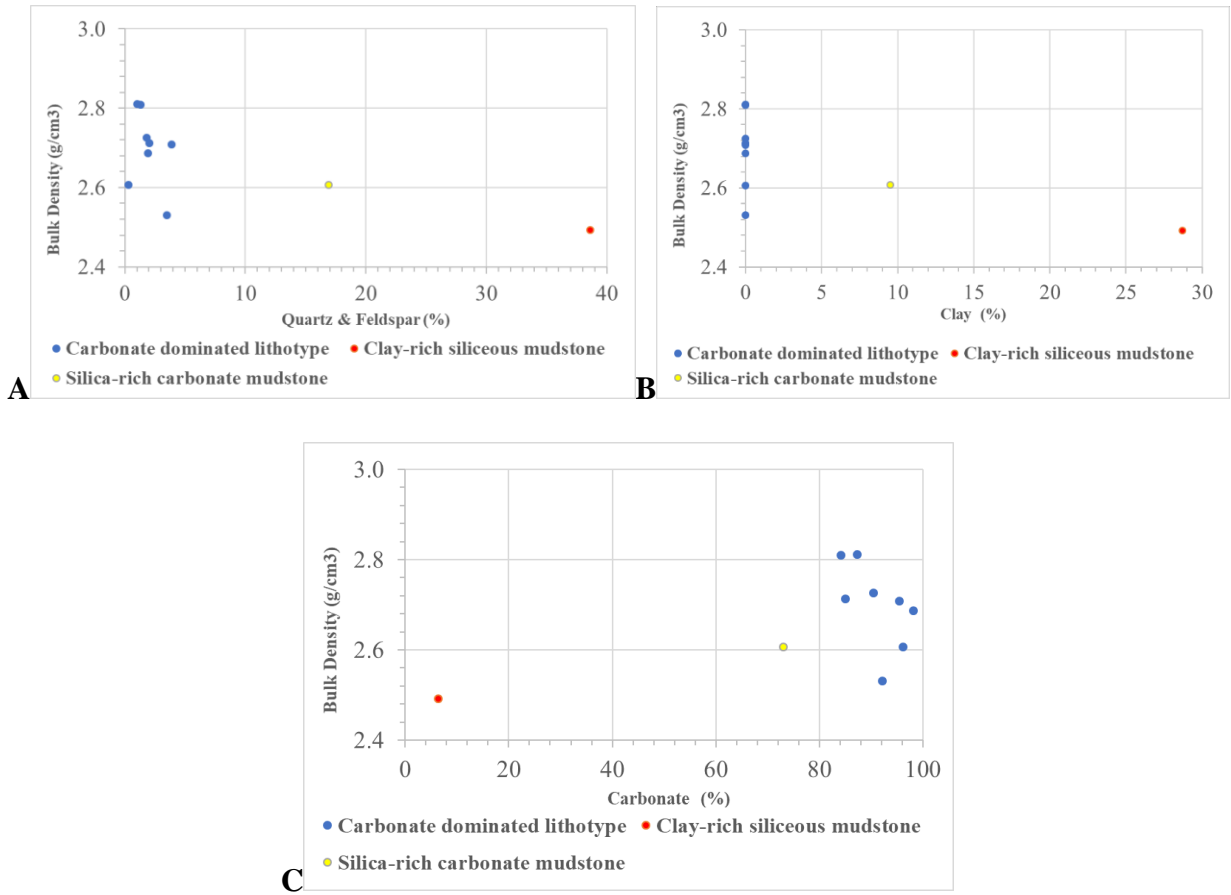 3.0
2.8
2.6
2.4
Bulk Density (g/cm3)
0 10 20 30 40
Quartz & Feldspar (%)
Carbonate dominated lithotype Clay-rich siliceous mudstone
Silica-rich carbonate mudstone
A
3.0
2.8
2.6
2.4
Bulk Density (g/cm3)
0 5 10 15 20 25 30
Clay (%)
Carbonate dominated lithotype Clay-rich siliceous mudstone
Silica-rich carbonate mudstone
B
3.0
2.8
2.6
2.4
Bulk Density (g/cm3)
0 20 40 60 80 100
Carbonate (%)
Carbonate dominated lithotype Clay-rich siliceous mudstone
Silica-rich carbonate mudstone
C